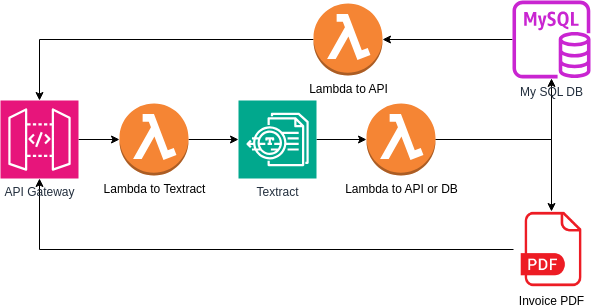 MySQL
Lambda to API
My SQL DB
API Gateway
Lambda to Textract
Textract
Lambda to API or DB
PDF
Invoice PDF